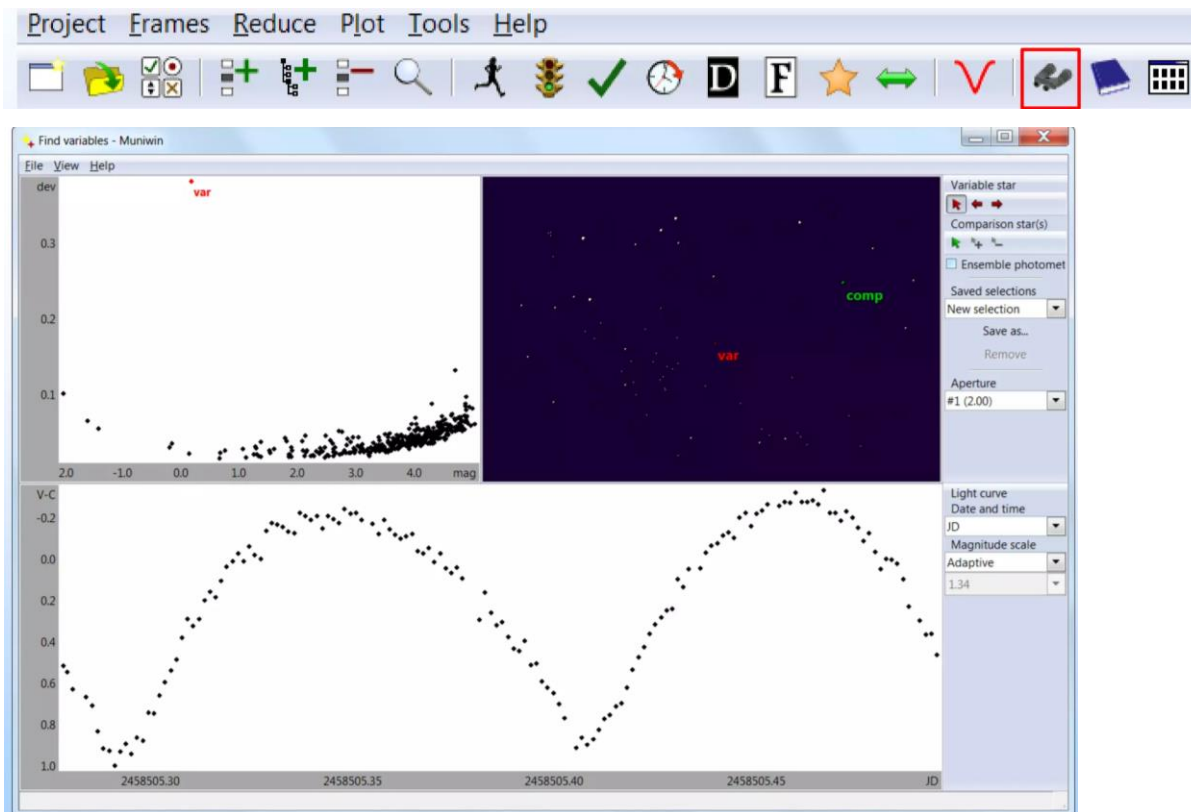 Project Frames Reduce Plot Tools Help
D F
Find variables - Muniwin
File View Help
dev
var
0.3
0.2
0.1
2.0 -1.0 0.0 1.0 2.0 3.0 4.0 mag
comp
var
Variable star
Comparison star(s)
Ensemble photomet
Saved selections
New selection
Save as...
Remove
Aperture
#1 (2.00)
V-C
-0.2
0.0
0.2
0.4
0.6
0.8
1.0
2458505.30 2458505.35 2458505.40 2458505.45 JD
Light curve
Date and time
JD
Magnitude scale
Adaptive
1.34